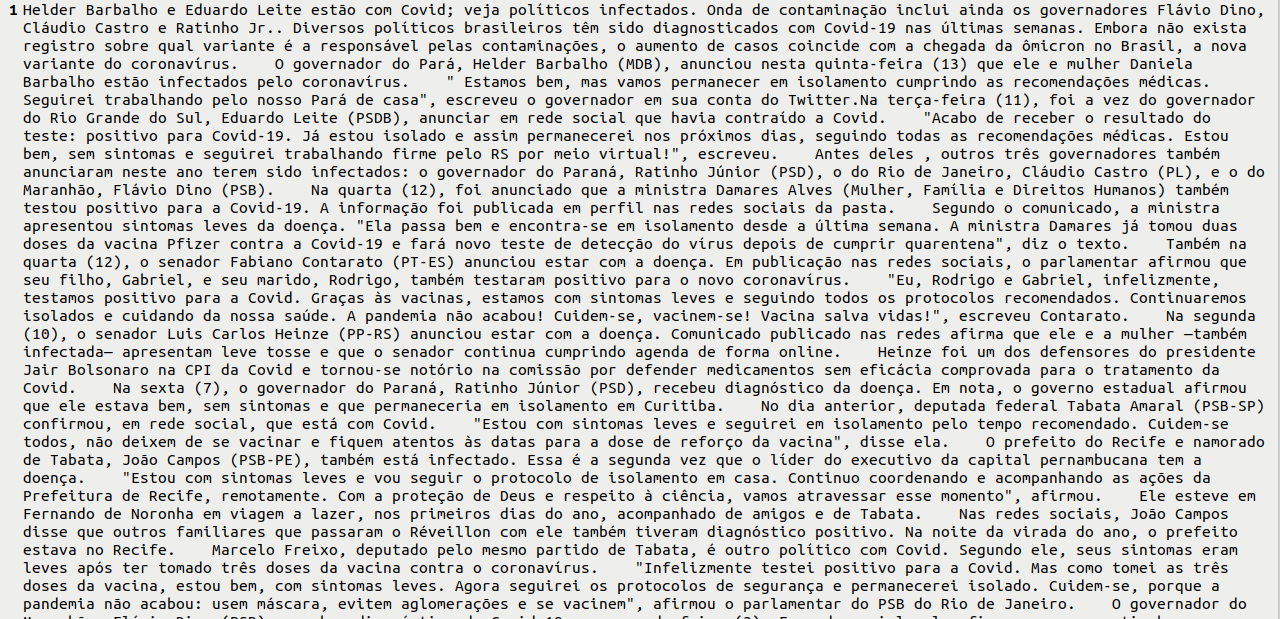 1 Helder Barbalho e Eduardo Leite estão com Covid; veja políticos infectados. Onda de contaminação inclui ainda os governadores Flávio Dino,
Cláudio Castro e Ratinho Jr.. Diversos políticos brasileiros têm sido diagnosticados com Covid-19 nas últimas semanas. Embora não exista
registro sobre qual variante é a responsável pelas contaminações, o aumento de casos coincide com a chegada da ômicron no Brasil, a nova
variante do coronavírus.    O governador do Pará, Helder Barbalho (MDB), anunciou nesta quinta-feira (13) que ele e mulher Daniela
Barbalho estão infectados pelo coronavírus.    " Estamos bem, mas vamos permanecer em isolamento cumprindo as recomendações médicas.
Seguirei trabalhando pelo nosso Pará de casa", escreveu o governador em sua conta do Twitter.Na terça-feira (11), foi a vez do governador
do Rio Grande do Sul, Eduardo Leite (PSDB), anunciar em rede social que havia contraído a Covid.    "Acabo de receber o resultado do
teste: positivo para Covid-19. Já estou isolado e assim permanecerei nos próximos dias, seguindo todas as recomendações médicas. Estou
bem, sem sintomas e seguirei trabalhando firme pelo RS por meio virtual!", escreveu.    Antes deles , outros três governadores também
anunciaram neste ano terem sido infectados: o governador do Paraná, Ratinho Júnior (PSD), o do Rio de Janeiro, Cláudio Castro (PL), e o do
Maranhão, Flávio Dino (PSB).    Na quarta (12), foi anunciado que a ministra Damares Alves (Mulher, Família e Direitos Humanos) também
testou positivo para a Covid-19. A informação foi publicada em perfil nas redes sociais da pasta.    Segundo o comunicado, a ministra
apresentou sintomas leves da doença. "Ela passa bem e encontra-se em isolamento desde a última semana. A ministra Damares já tomou duas
doses da vacina Pfizer contra a Covid-19 e fará novo teste de detecção do vírus depois de cumprir quarentena", diz o texto.    Também na
quarta (12), o senador Fabiano Contarato (PT-ES) anunciou estar com a doença. Em publicação nas redes sociais, o parlamentar afirmou que
seu filho, Gabriel, e seu marido, Rodrigo, também testaram positivo para o novo coronavírus.    "Eu, Rodrigo e Gabriel, infelizmente,
testamos positivo para a Covid. Graças às vacinas, estamos com sintomas leves e seguindo todos os protocolos recomendados. Continuaremos
isolados e cuidando da nossa saúde. A pandemia não acabou! Cuidem-se, vacinem-se! Vacina salva vidas!", escreveu Contarato.    Na segunda
(10), o senador Luis Carlos Heinze (PP-RS) anunciou estar com a doença. Comunicado publicado nas redes afirma que ele e a mulher —também
infectada— apresentam leve tosse e que o senador continua cumprindo agenda de forma online.    Heinze foi um dos defensores do presidente
Jair Bolsonaro na CPI da Covid e tornou-se notório na comissão por defender medicamentos sem eficácia comprovada para o tratamento da
Covid.    Na sexta (7), o governador do Paraná, Ratinho Júnior (PSD), recebeu diagnóstico da doença. Em nota, o governo estadual afirmou
que ele estava bem, sem sintomas e que permaneceria em isolamento em Curitiba.    No dia anterior, deputada federal Tabata Amaral (PSB-SP)
confirmou, em rede social, que está com Covid.    "Estou com sintomas leves e seguirei em isolamento pelo tempo recomendado. Cuidem-se
todos, não deixem de se vacinar e fiquem atentos às datas para a dose de reforço da vacina", disse ela.    O prefeito do Recife e namorado
de Tabata, João Campos (PSB-PE), também está infectado. Essa é a segunda vez que o líder do executivo da capital pernambucana tem a
doença.    "Estou com sintomas leves e vou seguir o protocolo de isolamento em casa. Continuo coordenando e acompanhando as ações da
Prefeitura de Recife, remotamente. Com a proteção de Deus e respeito à ciência, vamos atravessar esse momento", afirmou.    Ele esteve em
Fernando de Noronha em viagem a lazer, nos primeiros dias do ano, acompanhado de amigos e de Tabata.    Nas redes sociais, João Campos
disse que outros familiares que passaram o Réveillon com ele também tiveram diagnóstico positivo. Na noite da virada do ano, o prefeito
estava no Recife.    Marcelo Freixo, deputado pelo mesmo partido de Tabata, é outro político com Covid. Segundo ele, seus sintomas eram
leves após ter tomado três doses da vacina contra o coronavírus.    "Infelizmente testei positivo para a Covid. Mas como tomei as três
doses da vacina, estou bem, com sintomas leves. Agora seguirei os protocolos de segurança e permanecerei isolado. Cuidem-se, porque a
pandemia não acabou: usem máscara, evitem aglomerações e se vacinem", afirmou o parlamentar do PSB do Rio de Janeiro.    O governador do